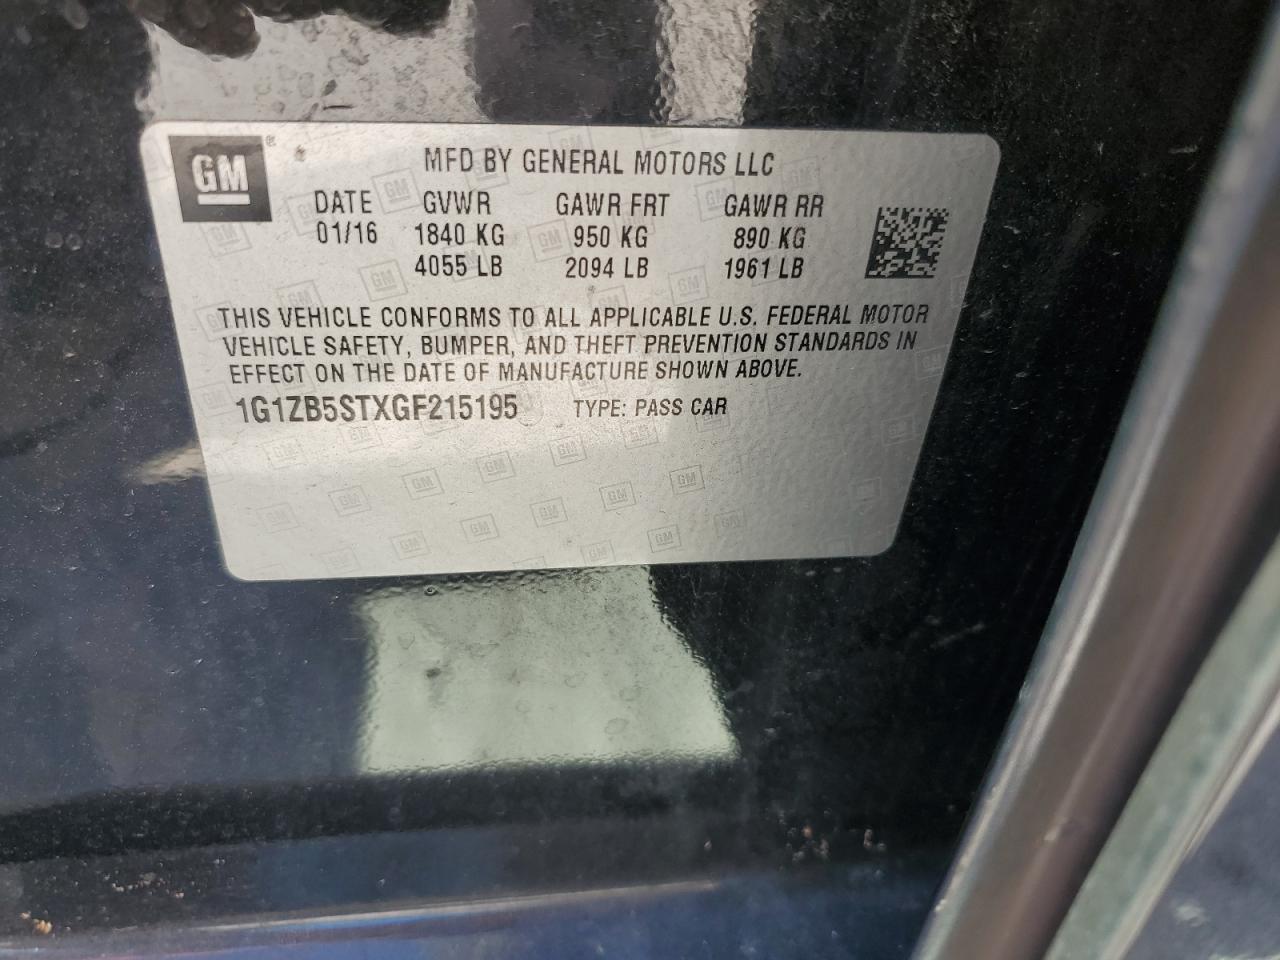 GM
MFD BY GENERAL MOTORS LLC
DATE GVWR GAWR FRT GAWR RR
01/16 1840 KG 950 KG 890 KG
4055 LB 2094 LB 1961 LB
THIS VEHICLE CONFORMS TO ALL APPLICABLE U.S. FEDERAL MOTOR
VEHICLE SAFETY, BUMPER, AND THEFT PREVENTION STANDARDS IN
EFFECT ON THE DATE OF MANUFACTURE SHOWN ABOVE.
1G1ZB5STXGF215195 TYPE: PASS CAR